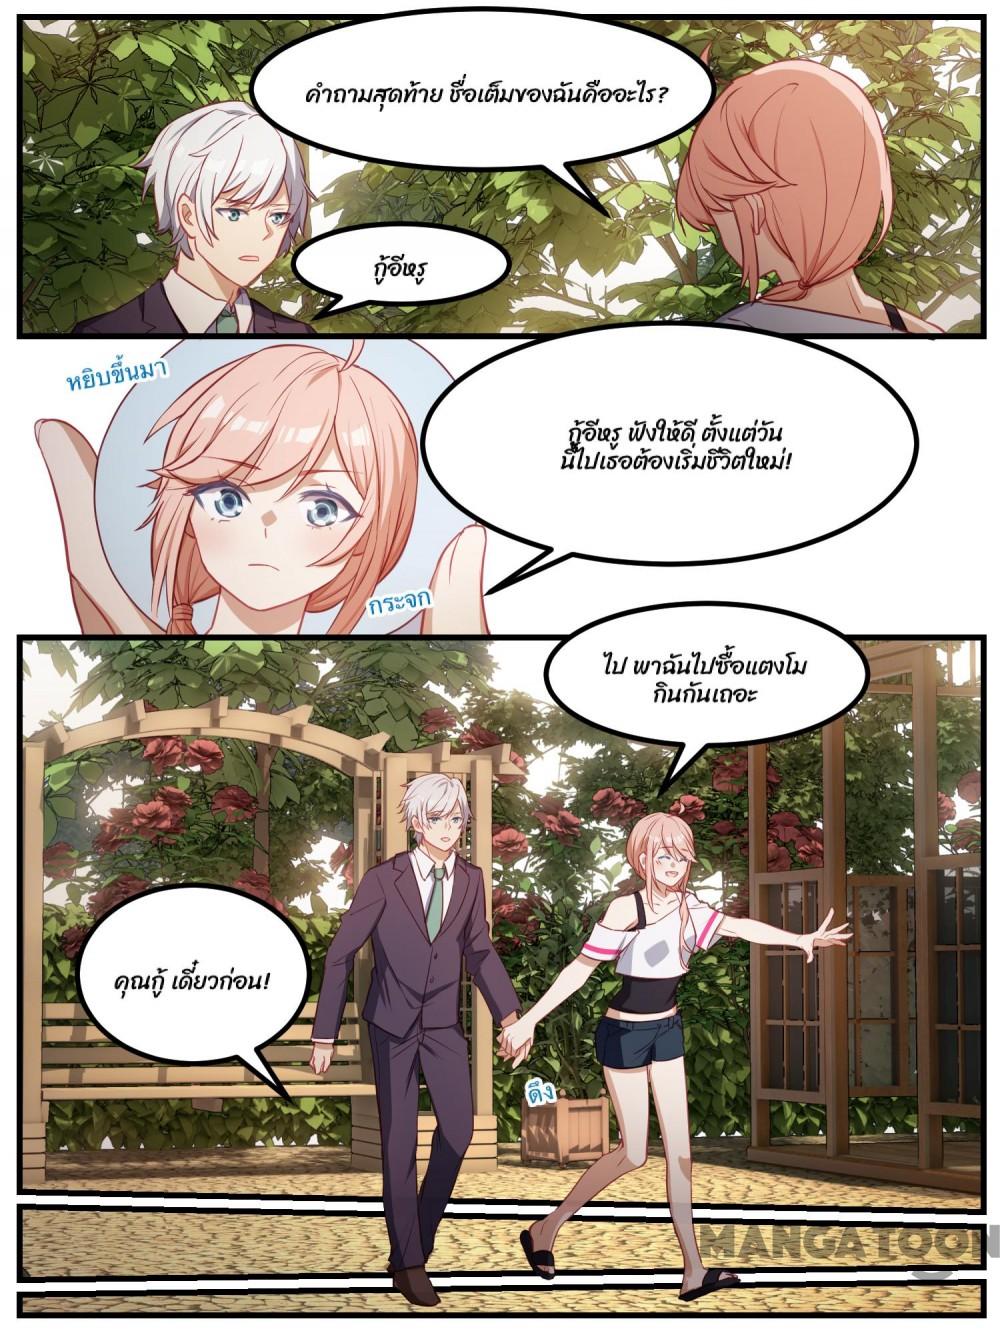 คำถามสุดท้าย ชื่อเต็มของฉันคืออะไร?
กู้อีหรู
หยิบขึ้นมา
กู้อีหรู ฟังให้ดี ตั้งแต่วัน
นี้ไปเธอต้องเริ่มชีวิตใหม่!
กระจก
ไป พาฉันไปซื้อแตงโม
กินกันเถอะ
คุณกู้ เดี๋ยวก่อน!
ดึง
MANGATOON